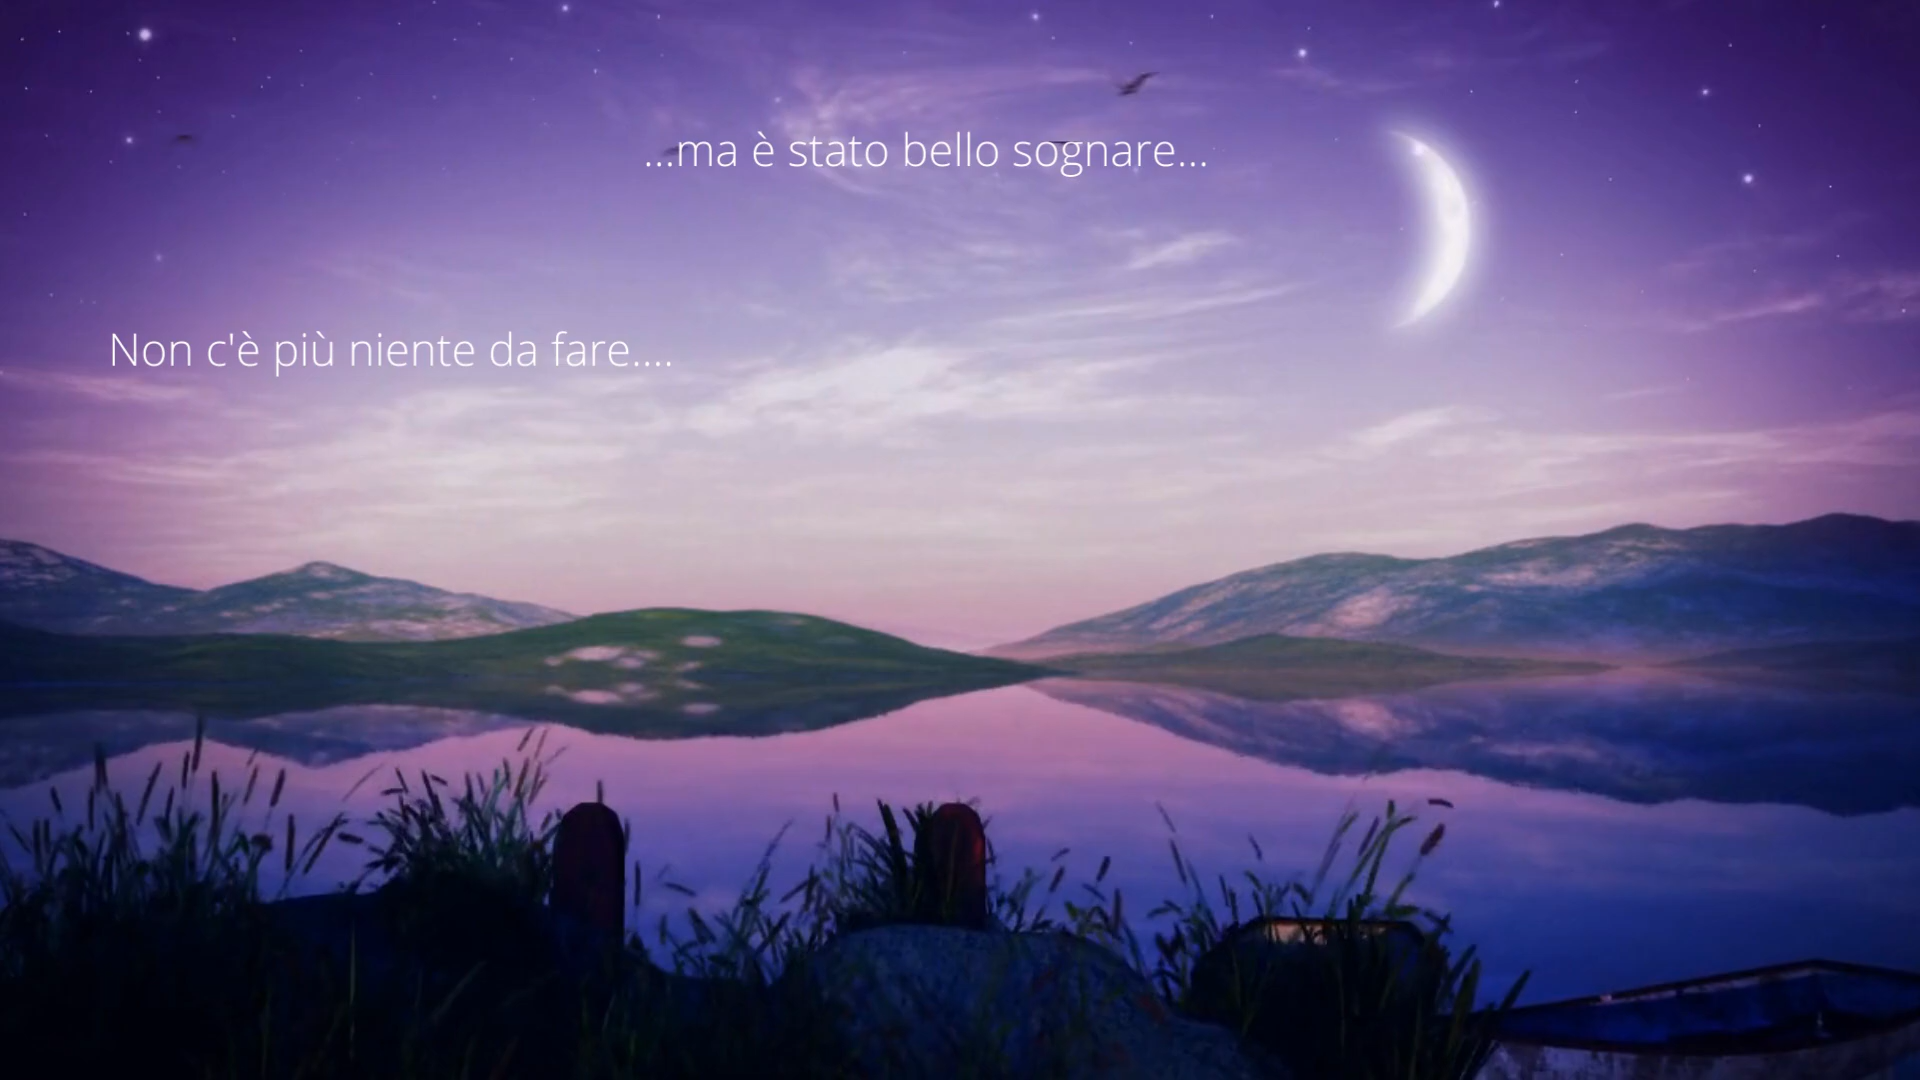 ...ma è stato bello sognare...
Non c'è più niente da fare....